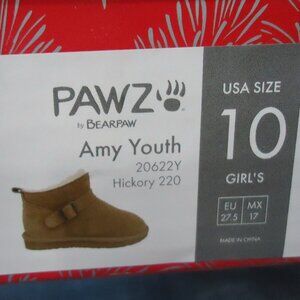 PAWZ
by BEARPAW
Amy Youth
20622Y
Hickory 220
USA SIZE
10
GIRL'S
EU MX
27.5 17
MADE IN CHINA